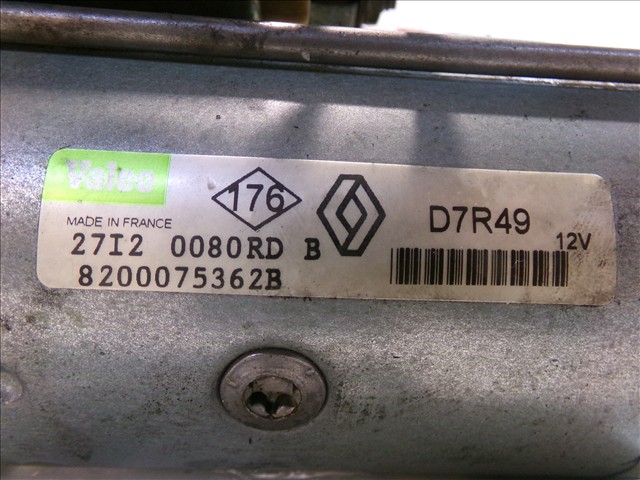 Valeo
176
MADE IN FRANCE
D7R49
12V
27I2 0080RD B
8200075362B